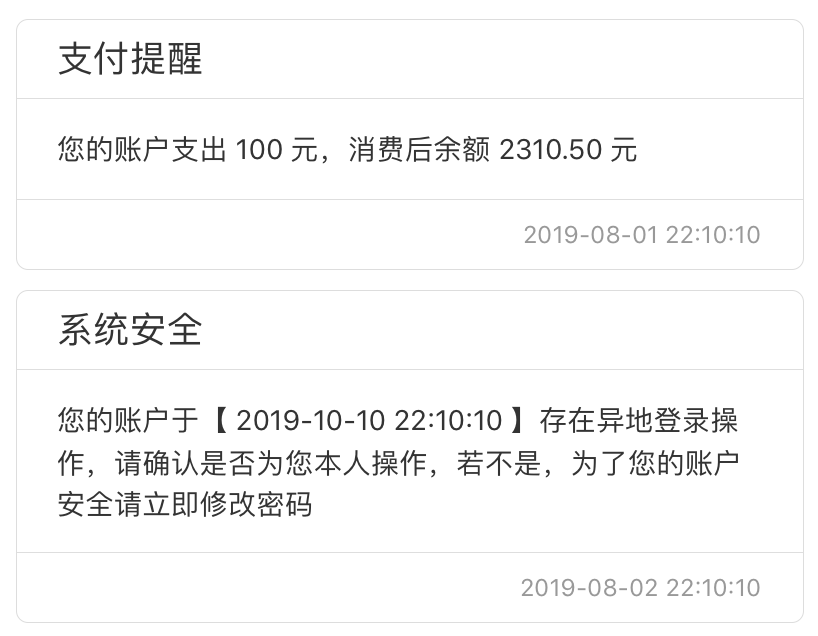 支付提醒
您的账户支出 100 元，消费后余额 2310.50 元
2019-08-01 22:10:10
系统安全
您的账户于【 2019-10-10 22:10:10 】存在异地登录操
作，请确认是否为您本人操作，若不是，为了您的账户
安全请立即修改密码
2019-08-02 22:10:10